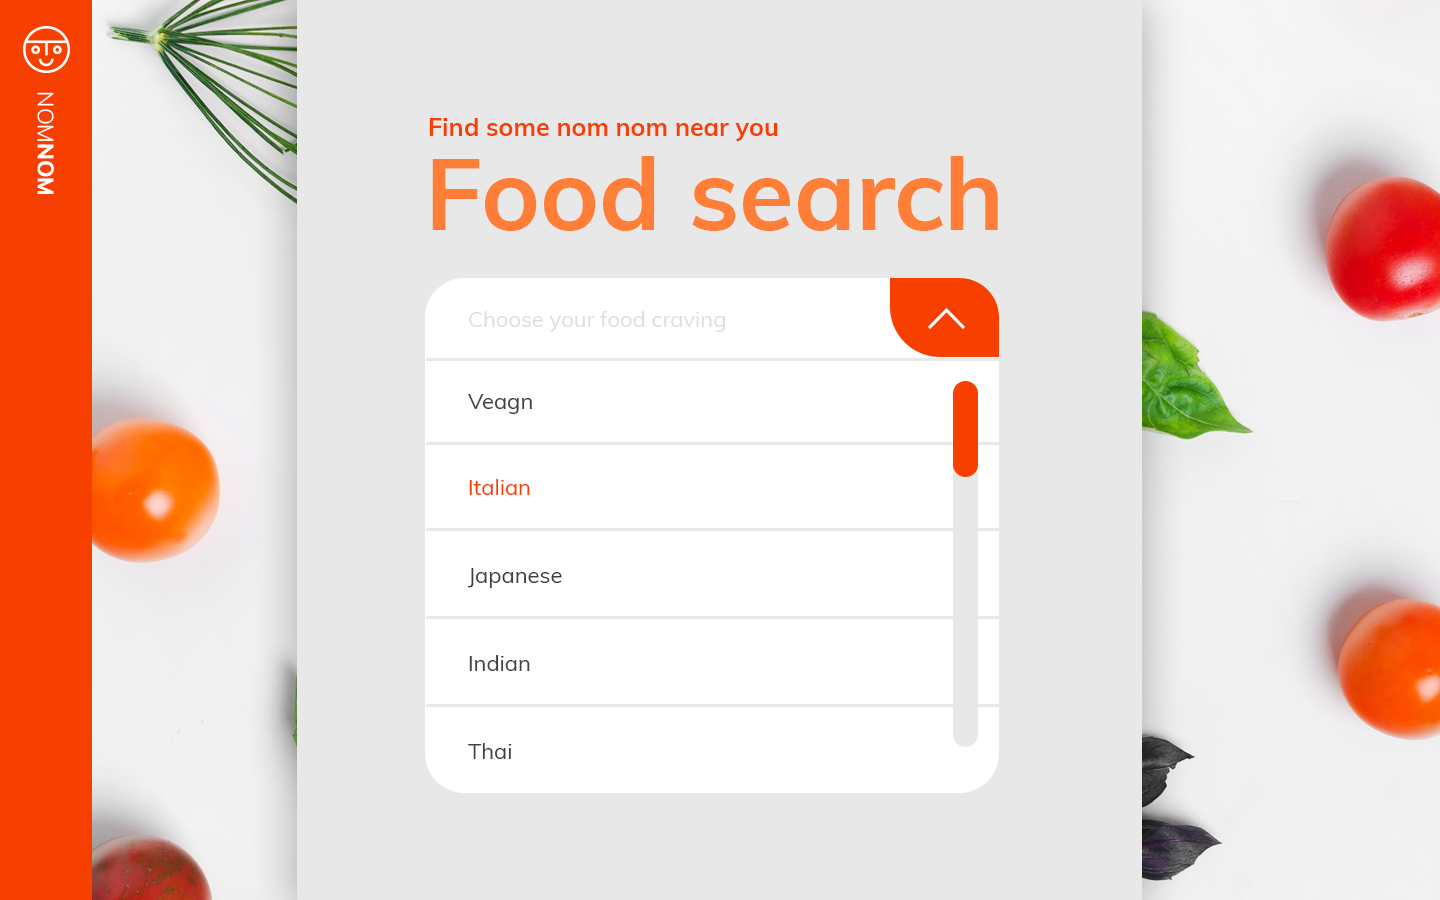 NOMNOM
Find some nom nom near you
Food search
Choose your food craving
Veagn
Italian
Japanese
Indian
Thai